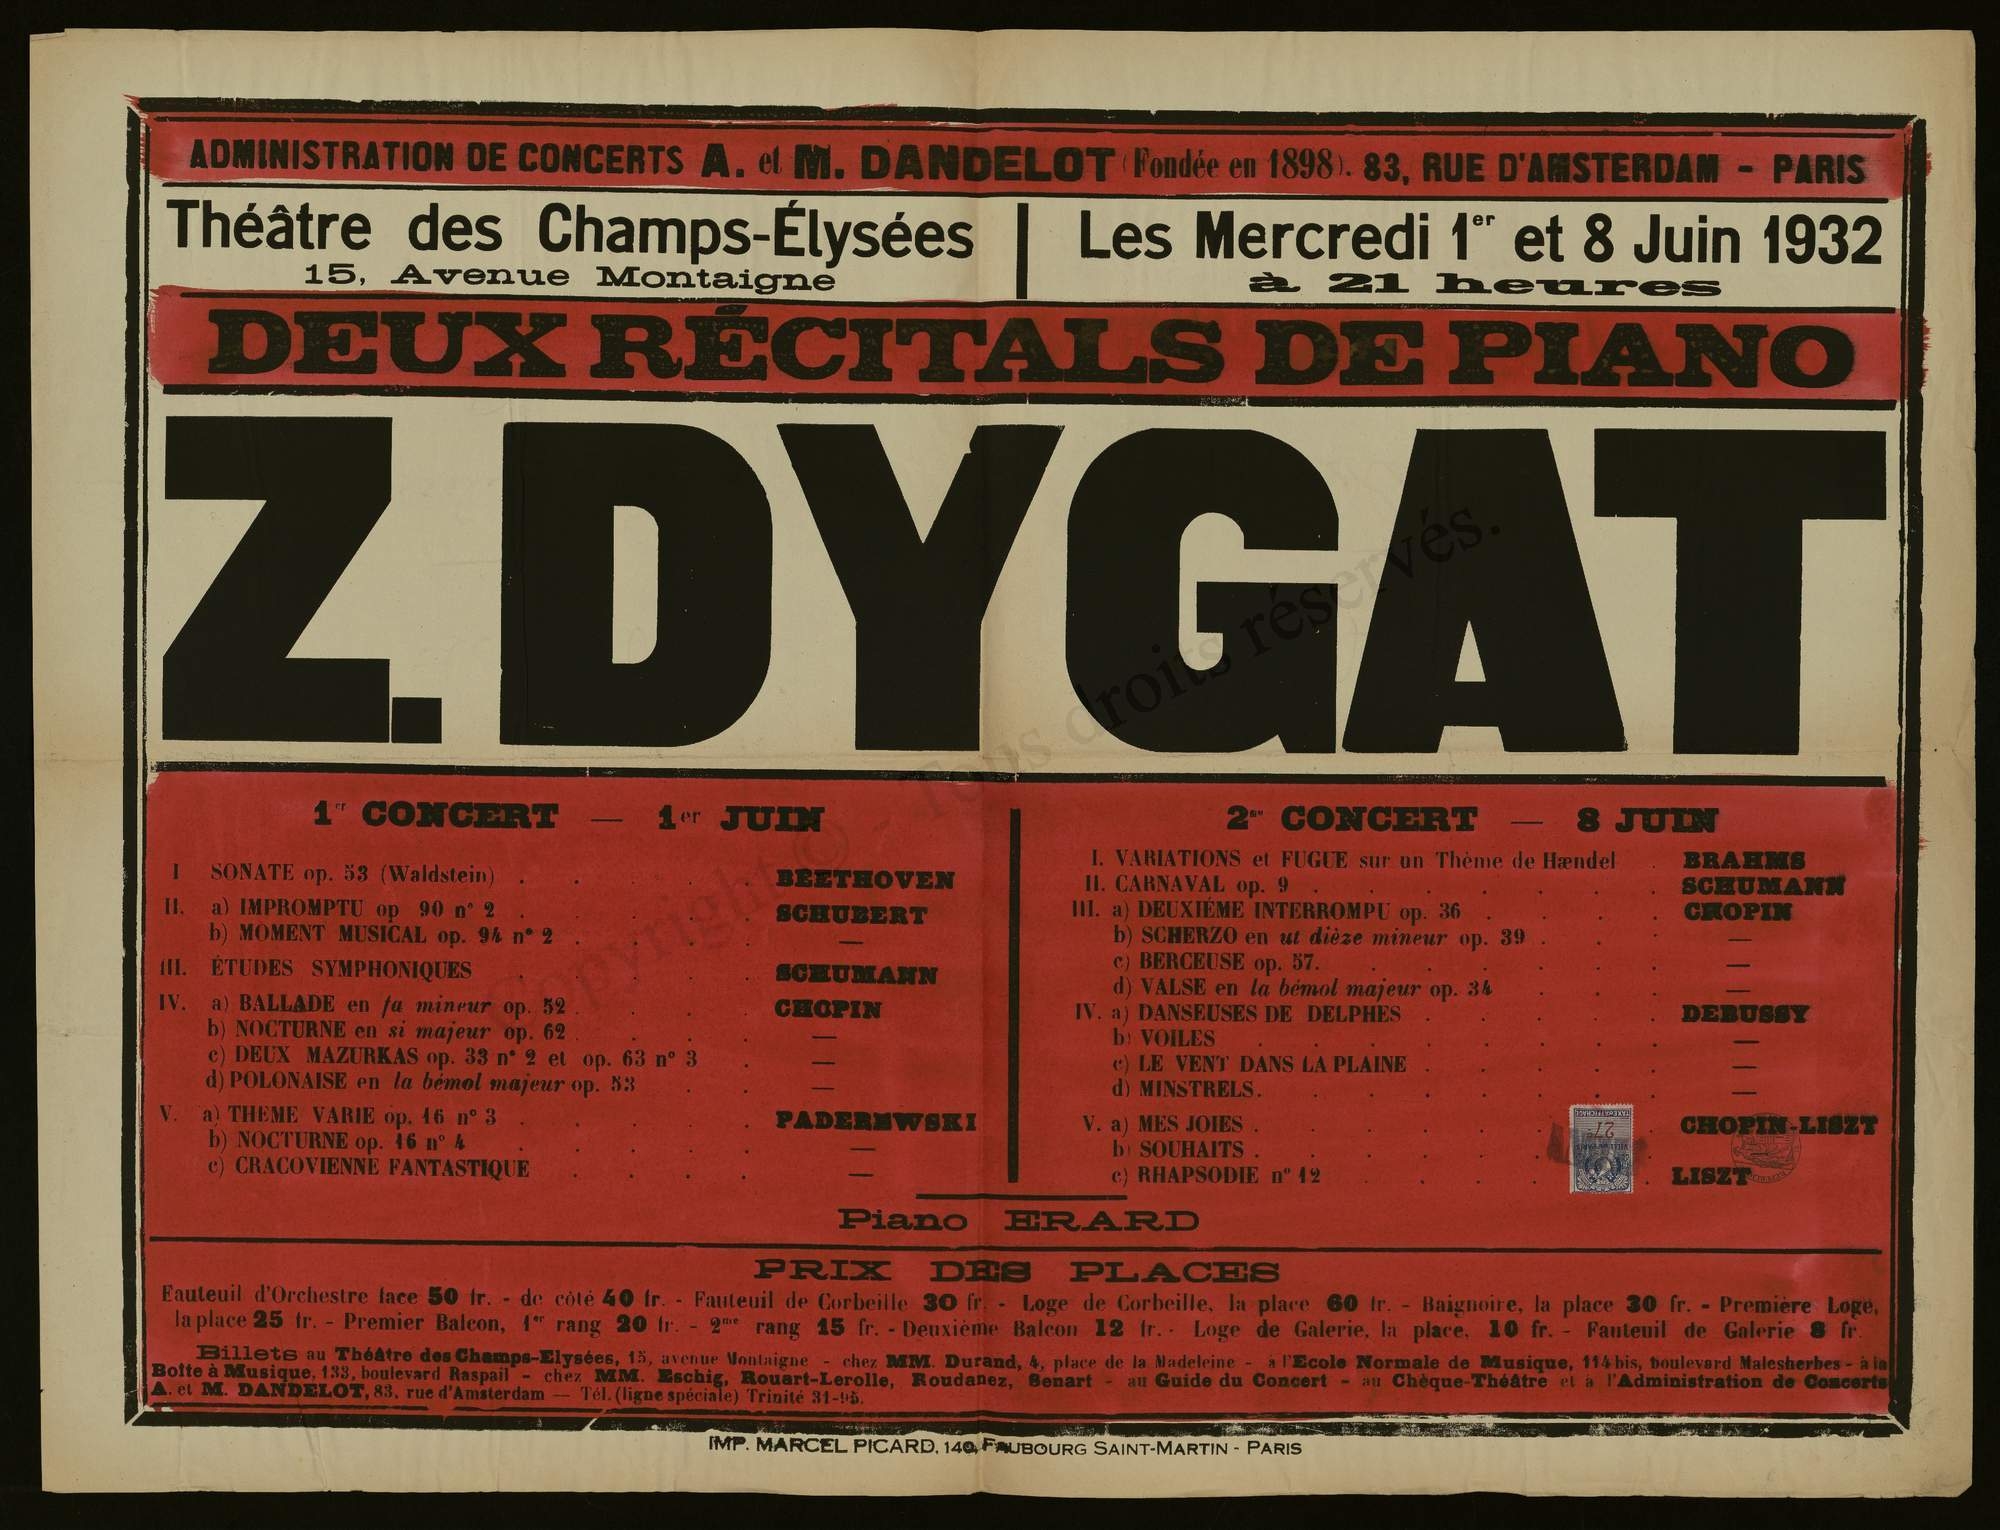 ADMINISTRATION DE CONCERTS A. et M. DANDELOT (Fondée en 1898). 83, RUE D'AMSTERDAM - PARIS
Théâtre des Champs-Élysées
15, Avenue Montaigne
Les Mercredi 1er et 8 Juin 1932
à 21 heures
DEUX RÉCITALS DE PIANO
Z. DYGAT
1er CONCERT — 1er JUIN
I SONATE op. 53 (Waldstein) . . . . . BEETHOVEN
II. a) IMPROMPTU op 90 n° 2 . . . . . SCHUBERT
b) MOMENT MUSICAL op. 94 n° 2 . . . . —
III. ÉTUDES SYMPHONIQUES . . . . . SCHUMANN
IV. a) BALLADE en fa mineur op. 52 . . . . CHOPIN
b) NOCTURNE en si majeur op. 62 . . . . —
c) DEUX MAZURKAS op. 33 n° 2 et op. 63 n° 3 . —
d) POLONAISE en la bémol majeur op. 53 . . —
V. a) THEME VARIE op. 16 n° 3 . . . . . PADEREWSKI
b) NOCTURNE op. 16 n° 4 . . . . —
c) CRACOVIENNE FANTASTIQUE . . . . —
2me CONCERT — 8 JUIN
I. VARIATIONS et FUGUE sur un Thème de Hændel . BRAHMS
II. CARNAVAL op. 9 . . . . . . . SCHUMANN
III. a) DEUXIÉME INTERROMPU op. 36 . . . . CHOPIN
b) SCHERZO en ut dièze mineur op. 39 . . . —
c) BERCEUSE op. 57. . . . . . . —
d) VALSE en la bémol majeur op. 34 . . . —
IV. a) DANSEUSES DE DELPHES . . . . . DEBUSSY
b) VOILES . . . . . . . . —
c) LE VENT DANS LA PLAINE . . . . . —
d) MINSTRELS. . . . . . . . —
V. a) MES JOIES . . . . . . CHOPIN-LISZT
b) SOUHAITS . . . . . .
c) RHAPSODIE n° 12 . . . . . LISZT
TAXE D'AFFICHAGE
27c
Piano ERARD
PRIX DES PLACES
Fauteuil d'Orchestre face 50 fr. - de côté 40 fr. - Fauteuil de Corbeille 30 fr. - Loge de Corbeille, la place 60 fr. - Baignoire, la place 30 fr. - Première Loge,
la place 25 fr. - Premier Balcon, 1er rang 20 fr. - 2me rang 15 fr. - Deuxième Balcon 12 fr. - Loge de Galerie, la place, 10 fr. - Fauteuil de Galerie 8 fr.
Billets au Théâtre des Champs-Elysées, 15, avenue Montaigne - chez MM. Durand, 4, place de la Madeleine - à l'Ecole Normale de Musique, 114 bis, boulevard Malesherbes - à la
Boîte à Musique, 133, boulevard Raspail - chez MM. Eschig, Rouart-Lerolle, Roudanez, Senart - au Guide du Concert - au Chèque-Théâtre et à l'Administration de Concerts
A. et M. DANDELOT, 83, rue d'Amsterdam — Tél. (ligne spéciale) Trinité 31-95.
IMP. MARCEL PICARD, 140, FAUBOURG SAINT-MARTIN - PARIS
Copyright © - Tous droits réservés.